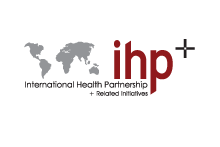 ihp+
International Health Partnership
+ Related Initiatives